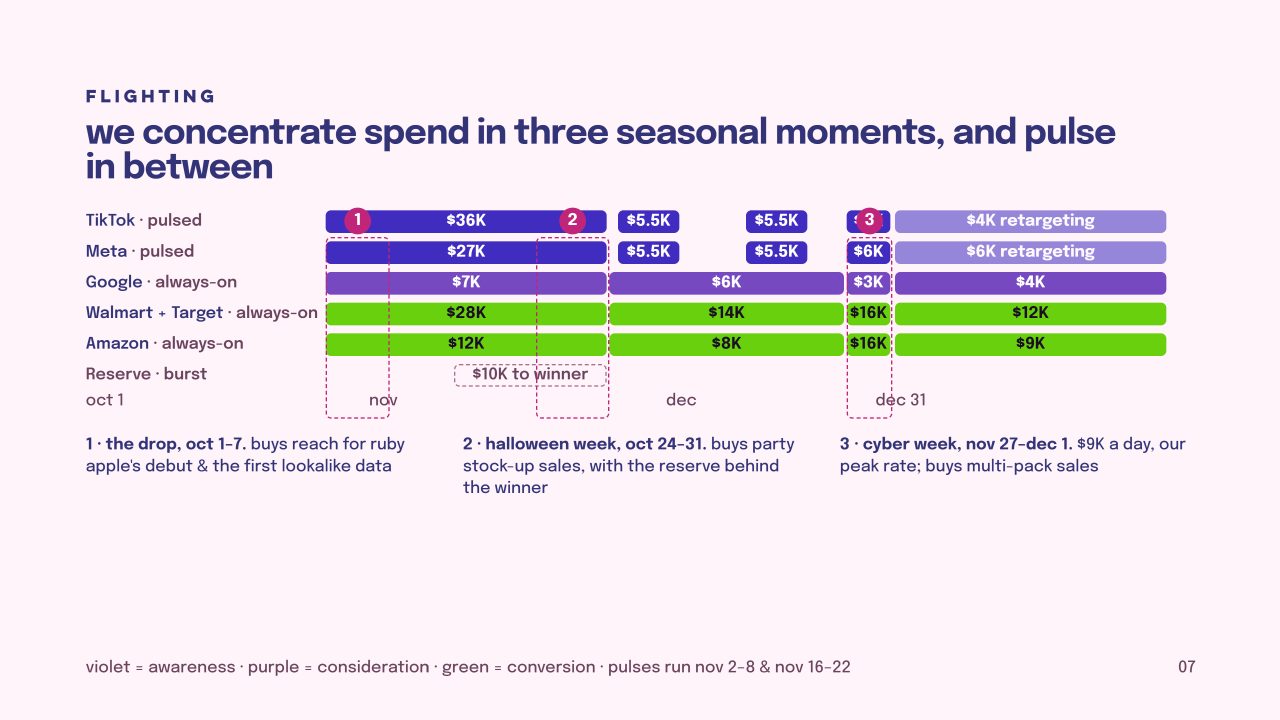 FLIGHTING
we concentrate spend in three seasonal moments, and pulse
in between
TikTok · pulsed 1 $36K 2 $5.5K $5.5K 3 $4K retargeting
Meta · pulsed $27K $5.5K $5.5K $6K $6K retargeting
Google · always-on $7K $6K $3K $4K
Walmart + Target · always-on $28K $14K $16K $12K
Amazon · always-on $12K $8K $16K $9K
Reserve · burst $10K to winner
oct 1 nov dec dec 31
1 · the drop, oct 1–7. buys reach for ruby
apple's debut & the first lookalike data
2 · halloween week, oct 24–31. buys party
stock-up sales, with the reserve behind
the winner
3 · cyber week, nov 27–dec 1. $9K a day, our
peak rate; buys multi-pack sales
violet = awareness · purple = consideration · green = conversion · pulses run nov 2–8 & nov 16–22
07